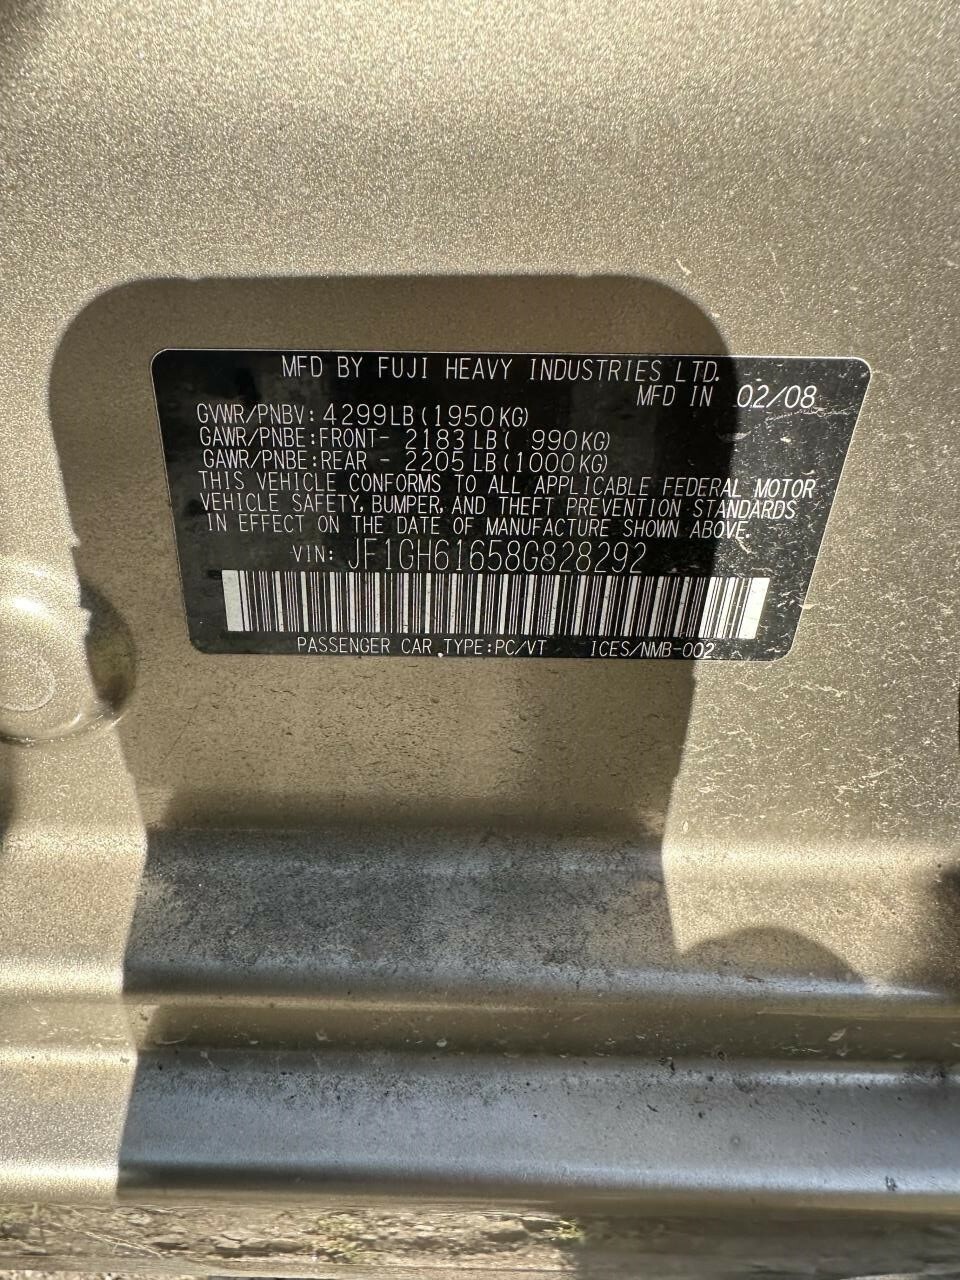 MFD BY FUJI HEAVY INDUSTRIES LTD.
MFD IN 02/08
GVWR/PNBV: 4299LB(1950KG)
GAWR/PNBE:FRONT- 2183LB( 990KG)
GAWR/PNBE:REAR - 2205LB(1000KG)
THIS VEHICLE CONFORMS TO ALL APPLICABLE FEDERAL MOTOR
VEHICLE SAFETY, BUMPER, AND THEFT PREVENTION STANDARDS
IN EFFECT ON THE DATE OF MANUFACTURE SHOWN ABOVE.
VIN: JF1GH61658G828292
PASSENGER CAR TYPE:PC/VT ICES/NMB-002